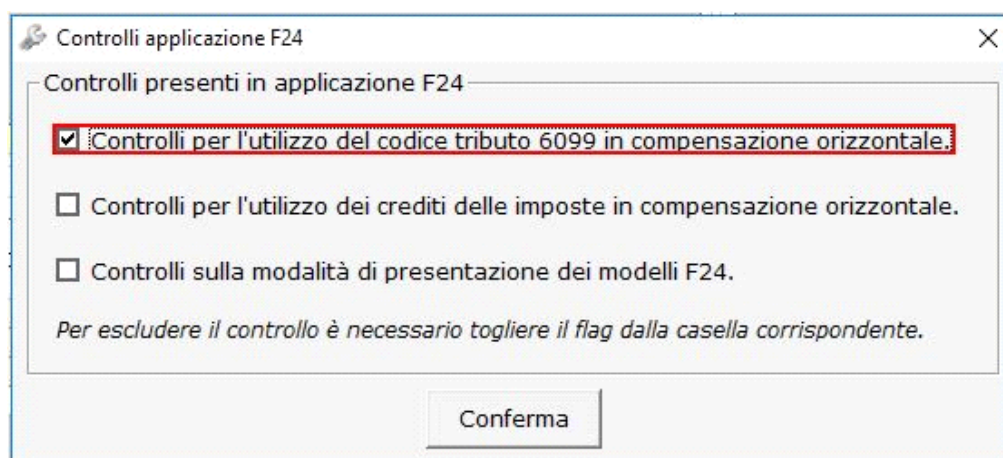 Controlli applicazione F24
Controlli presenti in applicazione F24
Controlli per l'utilizzo del codice tributo 6099 in compensazione orizzontale.
Controlli per l'utilizzo dei crediti delle imposte in compensazione orizzontale.
Controlli sulla modalità di presentazione dei modelli F24.
Per escludere il controllo è necessario togliere il flag dalla casella corrispondente.
Conferma